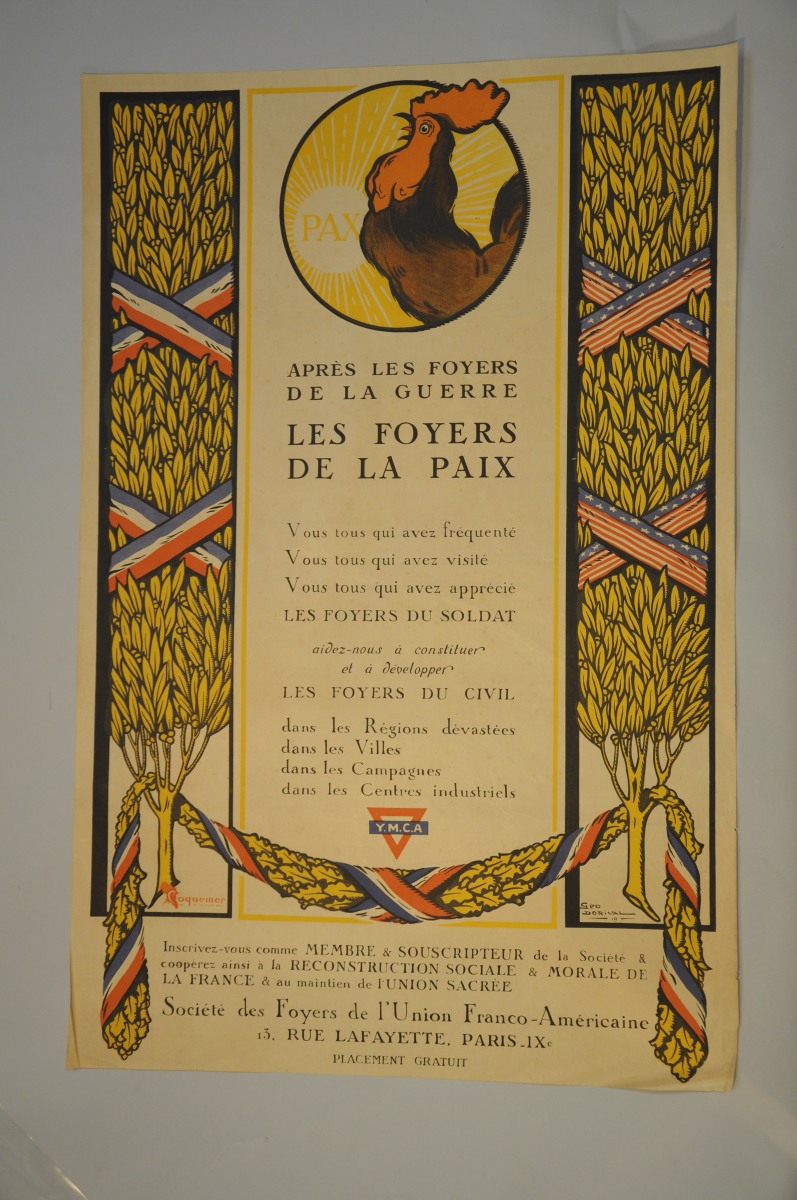 PAX
APRÈS LES FOYERS
DE LA GUERRE
LES FOYERS
DE LA PAIX
Vous tous qui avez fréquenté
Vous tous qui avez visité
Vous tous qui avez apprécié
LES FOYERS DU SOLDAT
aidez-nous à constituer
et à développer
LES FOYERS DU CIVIL
dans les Régions dévastées
dans les Villes
dans les Campagnes
dans les Centres industriels
Y.M.C.A
Coquemer
Geo
DORIVAL
18
Inscrivez-vous comme MEMBRE & SOUSCRIPTEUR de la Société &
coopérez ainsi à la RECONSTRUCTION SOCIALE & MORALE DE
LA FRANCE & au maintien de l'UNION SACRÉE
Société des Foyers de l'Union Franco-Américaine
13, RUE LAFAYETTE, PARIS-IXe
PLACEMENT GRATUIT